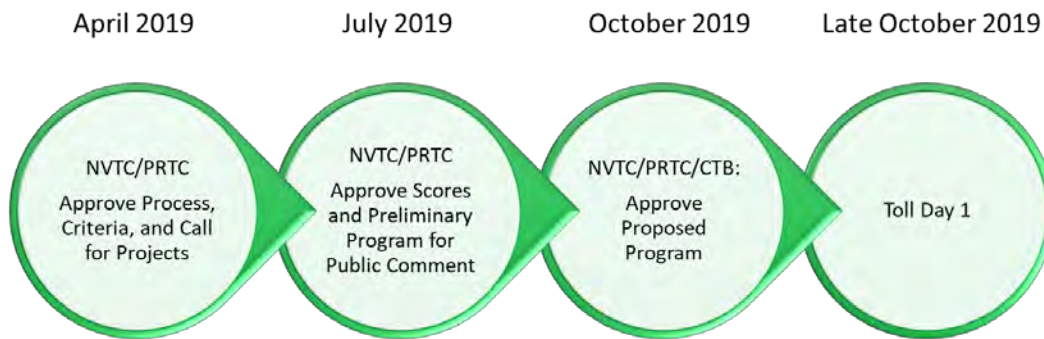 April 2019
July 2019
October 2019
Late October 2019
NVTC/PRTC
Approve Process,
Criteria, and Call
for Projects
NVTC/PRTC
Approve Scores
and Preliminary
Program for
Public Comment
NVTC/PRTC/CTB:
Approve
Proposed
Program
Toll Day 1